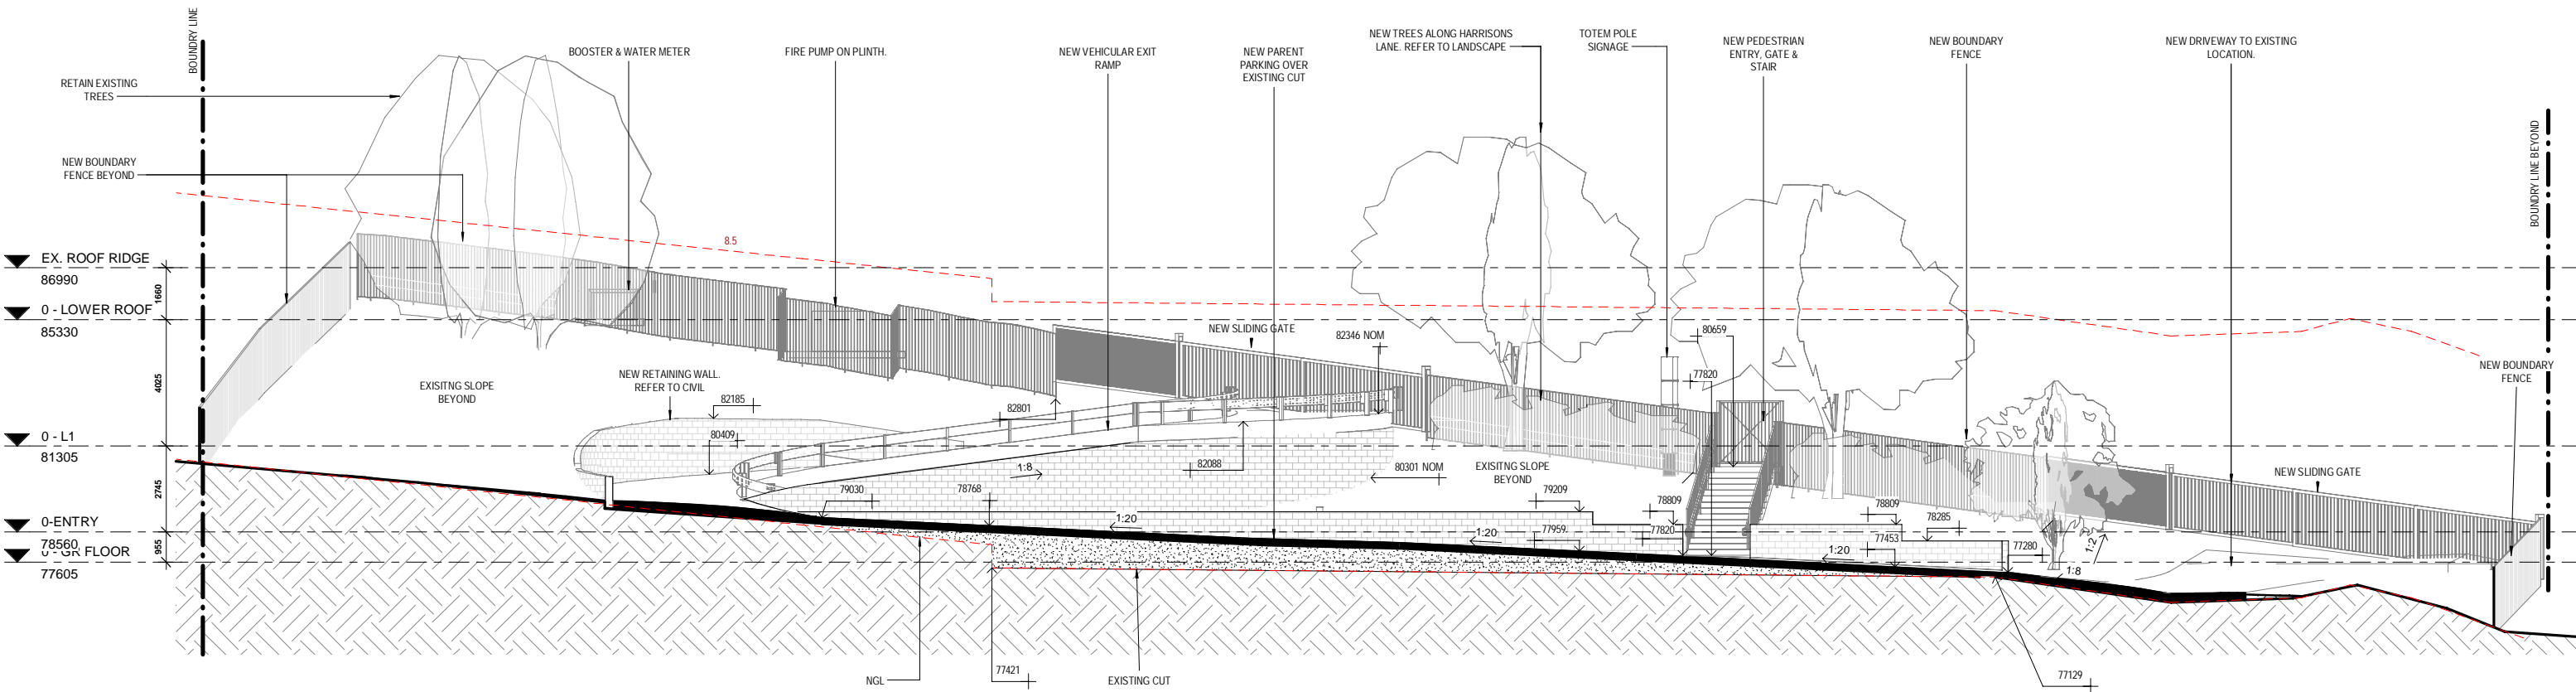 BOUNDRY LINE
RETAIN EXISTING
TREES
NEW BOUNDARY
FENCE BEYOND
BOOSTER & WATER METER
FIRE PUMP ON PLINTH.
NEW VEHICULAR EXIT
RAMP
NEW PARENT
PARKING OVER
EXISTING CUT
NEW TREES ALONG HARRISONS
LANE. REFER TO LANDSCAPE
TOTEM POLE
SIGNAGE
NEW PEDESTRIAN
ENTRY, GATE &
STAIR
NEW BOUNDARY
FENCE
NEW DRIVEWAY TO EXISTING
LOCATION.
BOUNDRY LINE BEYOND
8.5
EX. ROOF RIDGE
86990
1660
0 - LOWER ROOF
85330
4025
0 - L1
81305
2745
0-ENTRY
78560
955
0 - GR FLOOR
77605
EXISITNG SLOPE
BEYOND
NEW RETAINING WALL.
REFER TO CIVIL
82185
80409
82801
NEW SLIDING GATE
82346 NOM
80659
77820
1:8
82088
80301 NOM
EXISITNG SLOPE
BEYOND
79030
78768
79209
78809
78809
78285
1:20
1:20
77959
77820
1:20
77453
77280
1:2
1:8
NEW SLIDING GATE
NEW BOUNDARY
FENCE
NGL
77421
EXISTING CUT
77129